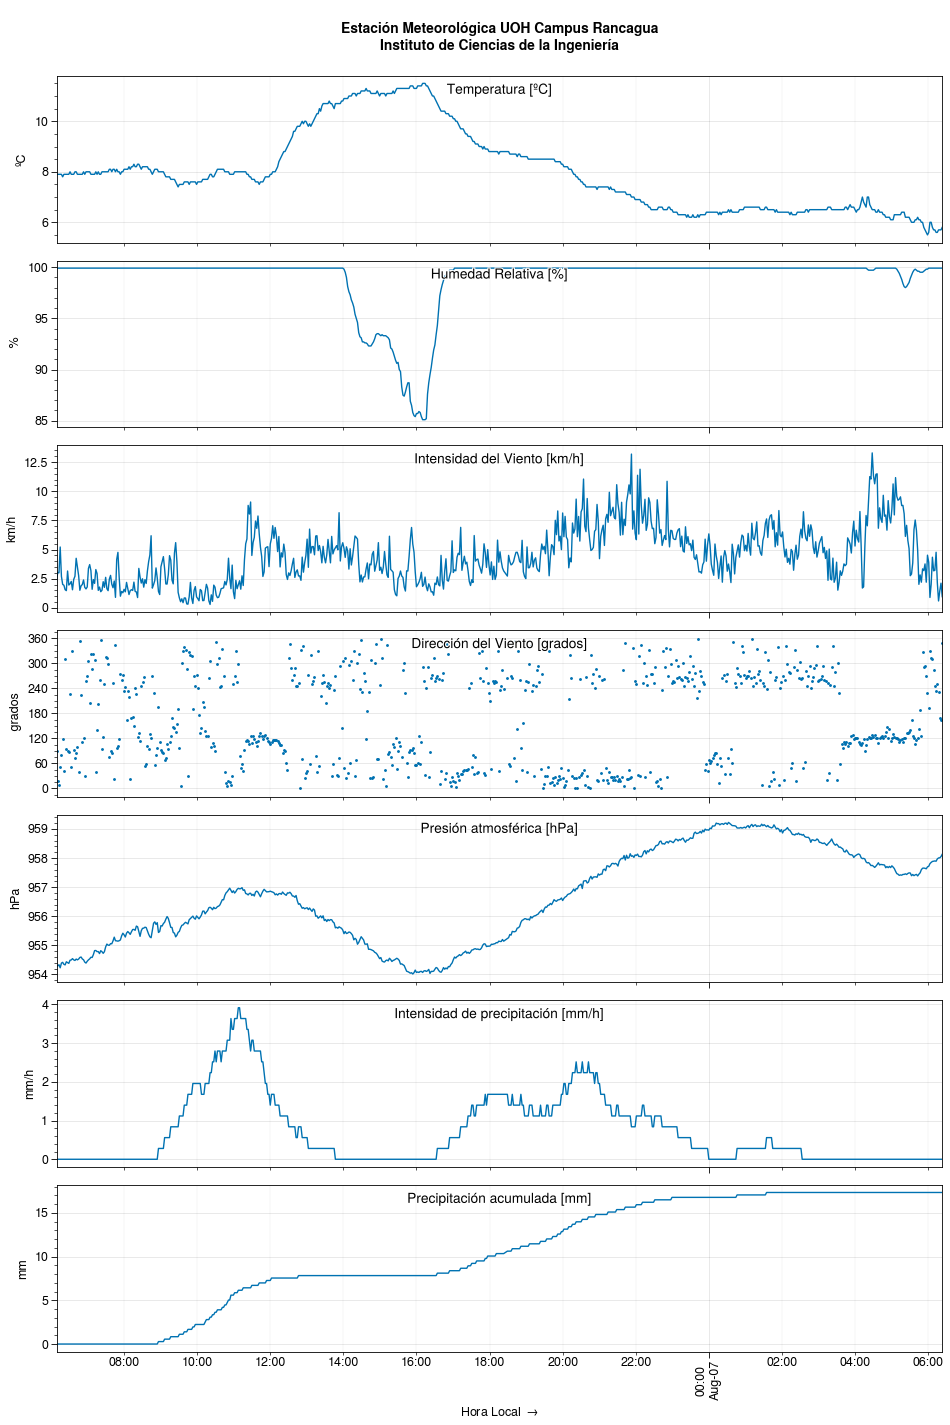 Estación Meteorológica UOH Campus Rancagua
Instituto de Ciencias de la Ingeniería
Temperatura [ºC]
ºC
10
8
6
Humedad Relativa [%]
%
100
95
90
85
Intensidad del Viento [km/h]
km/h
12.5
10
7.5
5
2.5
0
Dirección del Viento [grados]
grados
360
300
240
180
120
60
0
Presión atmosférica [hPa]
hPa
959
958
957
956
955
954
Intensidad de precipitación [mm/h]
mm/h
4
3
2
1
0
Precipitación acumulada [mm]
mm
15
10
5
0
08:00 10:00 12:00 14:00 16:00 18:00 20:00 22:00 00:00 02:00 04:00 06:00
Aug-07
Hora Local →